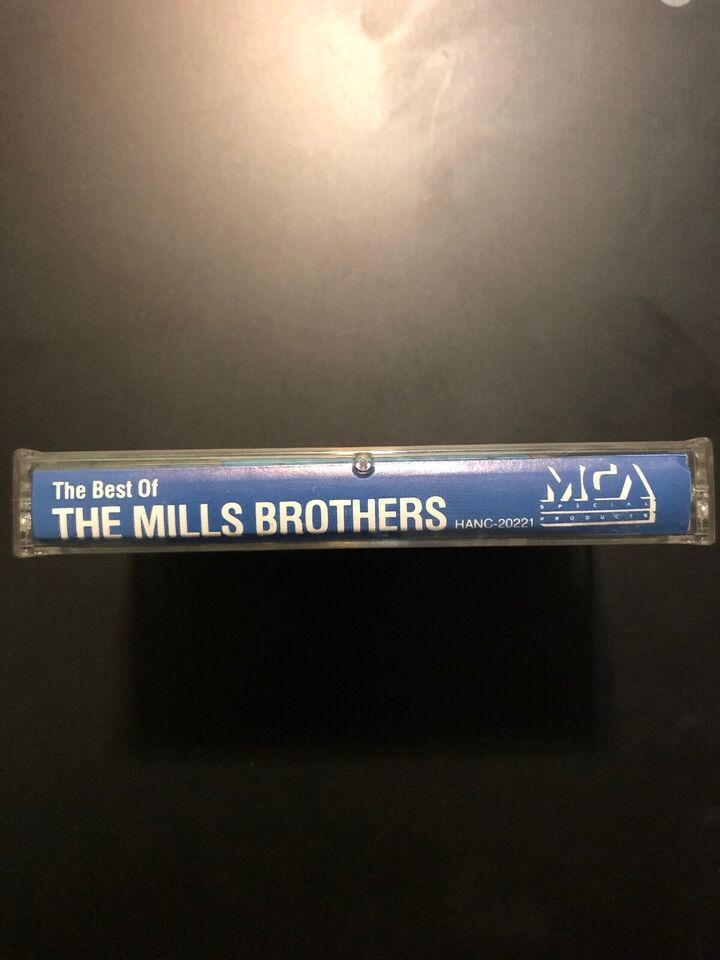 The Best Of
THE MILLS BROTHERS HANC-20221
MCA
SPECIAL
PRODUCTS